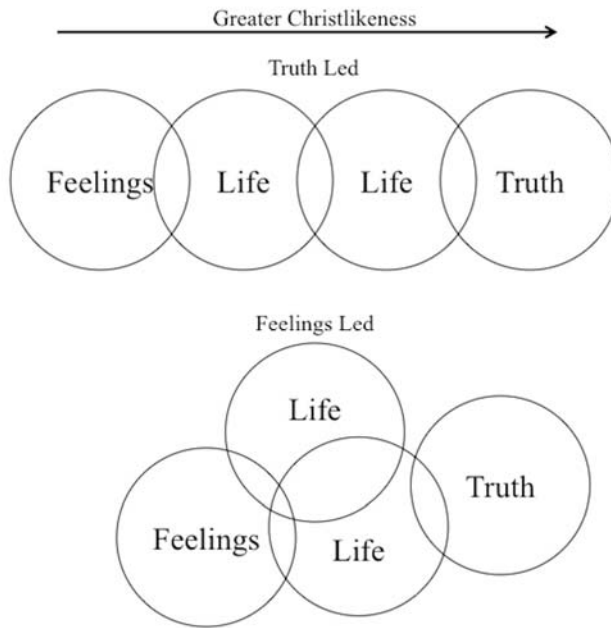 Greater Christlikeness
Truth Led
Feelings Life Life Truth
Feelings Led
Life
Truth
Feelings Life